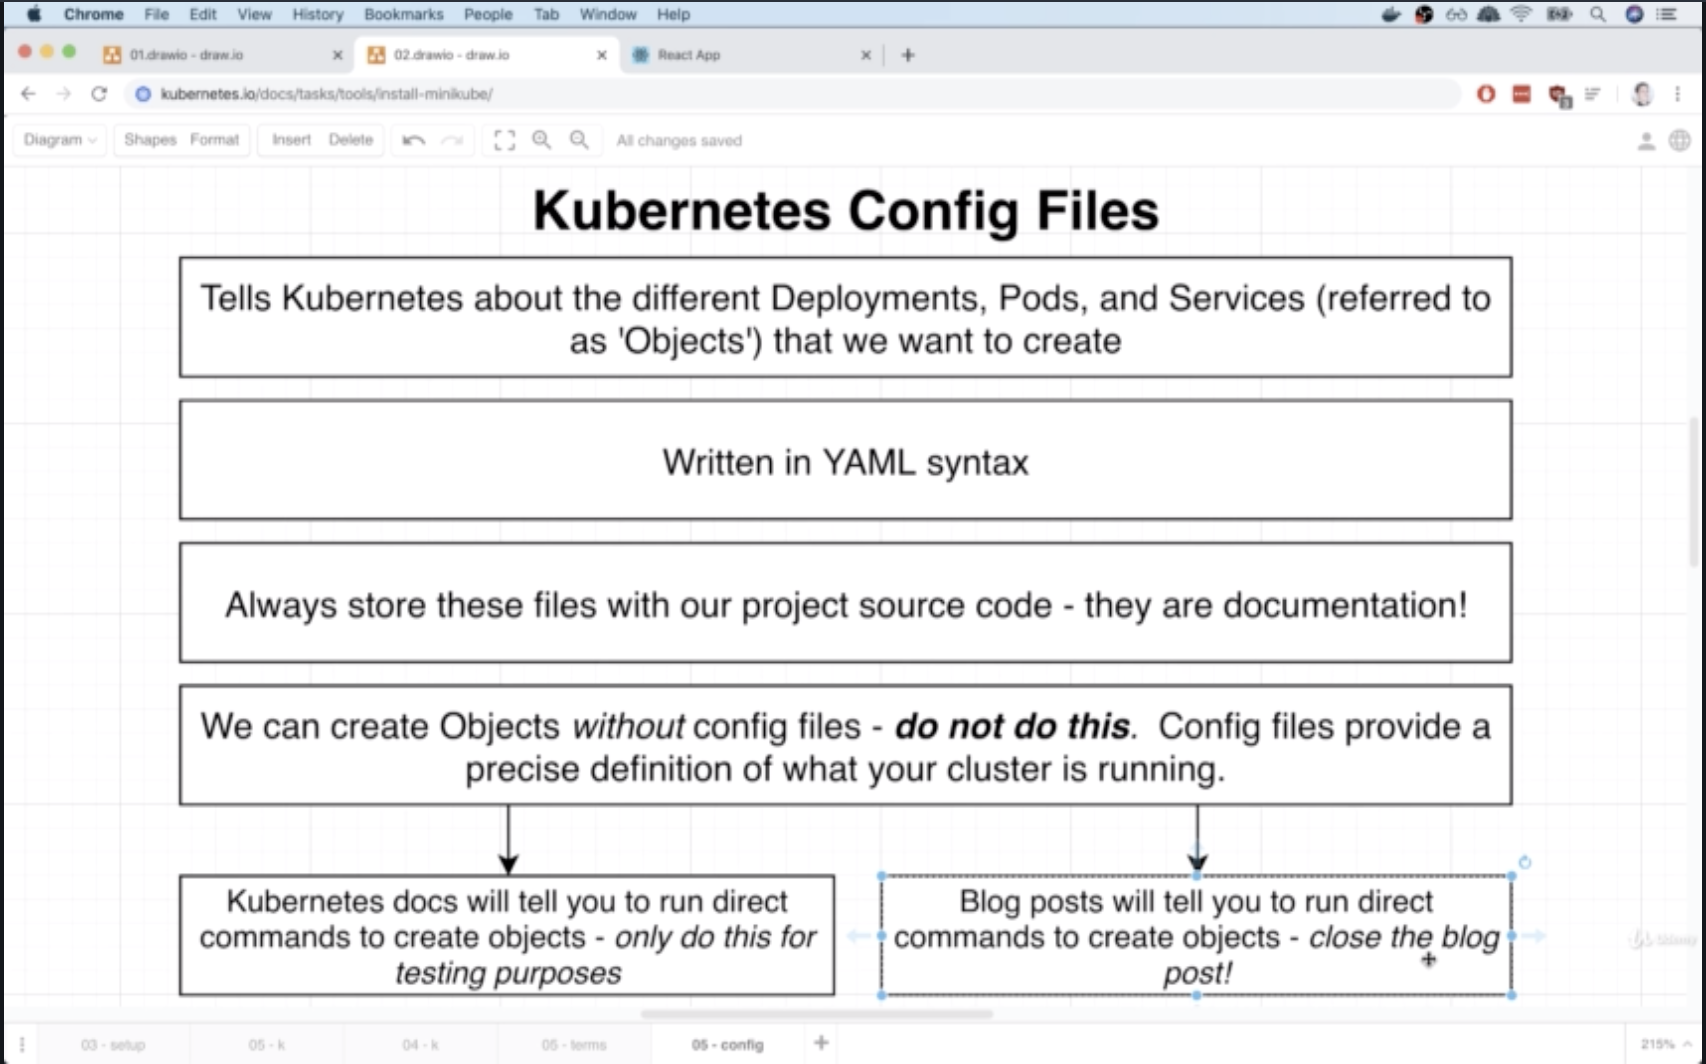 Chrome File Edit View History Bookmarks People Tab Window Help
01.drawio - draw.io
02.drawio - draw.io
React App
kubernetes.io/docs/tasks/tools/install-minikube/
Diagram Shapes Format Insert Delete All changes saved
Kubernetes Config Files
Tells Kubernetes about the different Deployments, Pods, and Services (referred to
as 'Objects') that we want to create
Written in YAML syntax
Always store these files with our project source code - they are documentation!
We can create Objects without config files - do not do this. Config files provide a
precise definition of what your cluster is running.
Kubernetes docs will tell you to run direct
commands to create objects - only do this for
testing purposes
Blog posts will tell you to run direct
commands to create objects - close the blog
post!
03 - setup 05 - k 04 - k 05 - terms 05 - config 215%